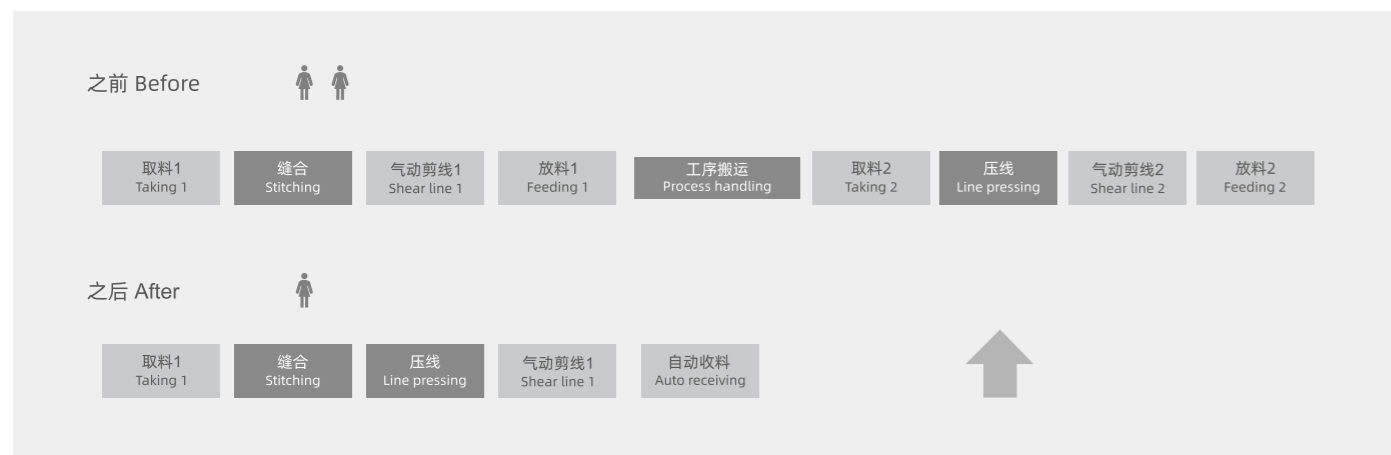 之前 Before
取料1
Taking 1
缝合
Stitching
气动剪线1
Shear line 1
放料1
Feeding 1
工序搬运
Process handling
取料2
Taking 2
压线
Line pressing
气动剪线2
Shear line 2
放料2
Feeding 2
之后 After
取料1
Taking 1
缝合
Stitching
压线
Line pressing
气动剪线1
Shear line 1
自动收料
Auto receiving